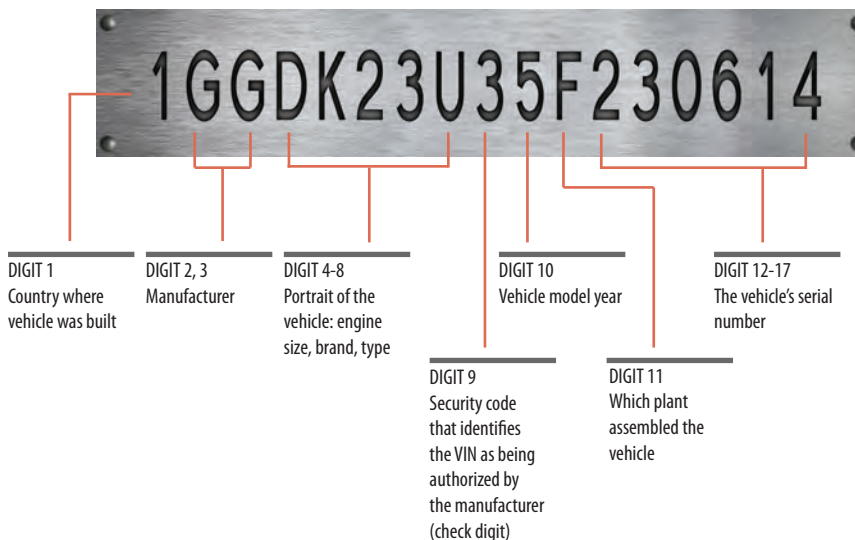 1GGDK23U35F230614
DIGIT 1
Country where
vehicle was built
DIGIT 2, 3
Manufacturer
DIGIT 4-8
Portrait of the
vehicle: engine
size, brand, type
DIGIT 9
Security code
that identifies
the VIN as being
authorized by
the manufacturer
(check digit)
DIGIT 10
Vehicle model year
DIGIT 11
Which plant
assembled the
vehicle
DIGIT 12-17
The vehicle's serial
number